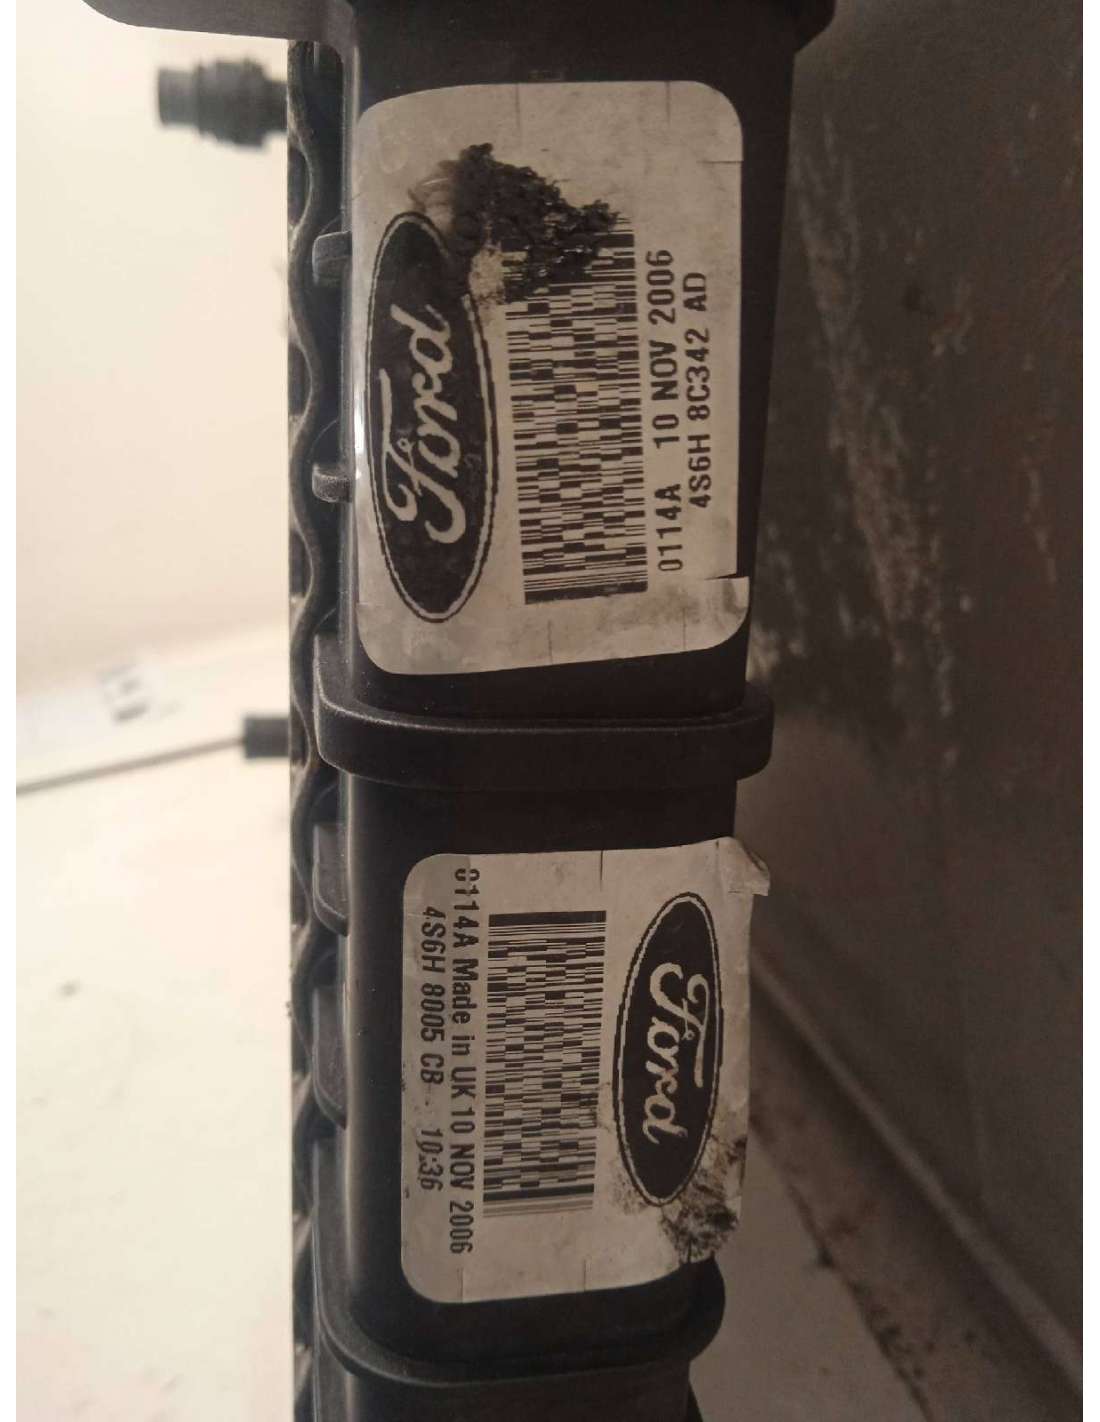 Ford
0114A 10 NOV 2006
4S6H 8C342 AD
Ford
0114A Made in UK 10 NOV 2006
4S6H 8005 CB 10:36